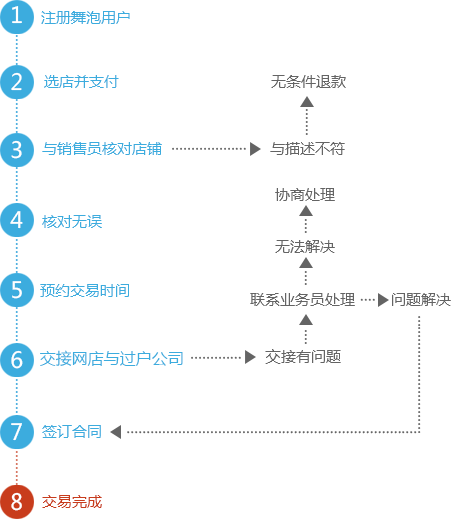 1 注册舞泡用户
2 选店并支付
无条件退款
3 与销售员核对店铺
与描述不符
协商处理
4 核对无误
无法解决
5 预约交易时间
联系业务员处理
问题解决
6 交接网店与过户公司
交接有问题
7 签订合同
8 交易完成